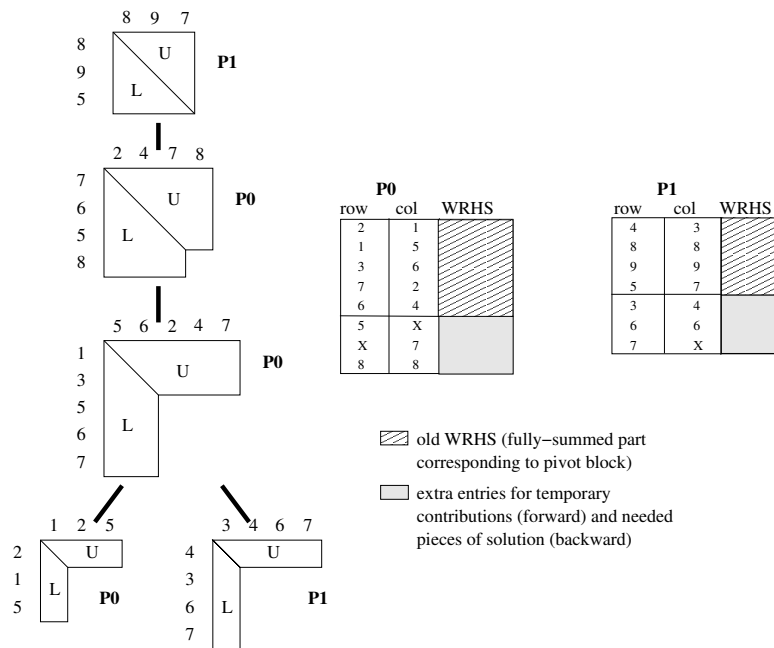 8 9 7
8
9
5
U
L
P1
2 4 7 8
7
6
5
8
U
L
P0
5 6 2 4 7
1
3
5
6
7
U
L
P0
1 2 5
2
1
5
U
L
P0
3 4 6 7
4
3
6
7
U
L
P1
P0
row col WRHS
2 1
1 5
3 6
7 2
6 4
5 X
X 7
8 8
P1
row col WRHS
4 3
8 8
9 9
5 7
3 4
6 6
7 X
old WRHS (fully−summed part
corresponding to pivot block)
extra entries for temporary
contributions (forward) and needed
pieces of solution (backward)